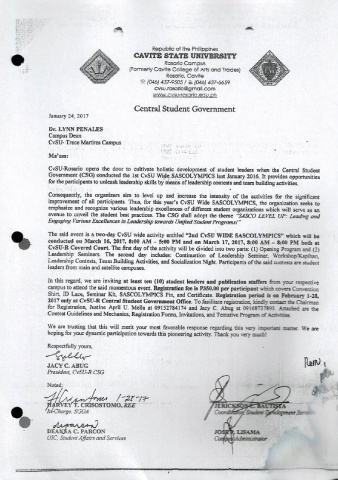 Republic of the Philippines
CAVITE STATE UNIVERSITY
Rosario Campus
(Formerly Cavite College of Arts and Trades)
Rosario, Cavite
(046) 437-9505 / (046) 437-6659
cvsu.rosario@gmail.com
www.cvsu-rosario.edu.ph
Central Student Government
January 24, 2017
Dr. LYNN PENALES
Campus Dean
CvSU- Trece Martires Campus
Ma'am:
CvSU-Rosario opens the door to cultivate holistic development of student leaders when the Central Student
Government (CSG) conducted the 1st CvSU Wide SASCOLYMPICS last January 2016. It provides opportunities
for the participants to unleash leadership skills by means of leadership contests and team building activities.
Consequently, the organizers aim to level up and increase the intensity of the activities for the significant
improvement of all participants. Thus, for this year's CvSU Wide SASCOLYMPICS, the organization seeks to
emphasize and recognize various leadership excellences of different student organizations which will serve as an
avenue to unveil the student best practices. The CSG shall adopt the theme "SASCO LEVEL UP: Leading and
Engaging Various Excellences in Leadership towards Unified Student Programs"
The said event is a two-day CvSU wide activity entitled "2nd CvSU WIDE SASCOLYMPICS" which will be
conducted on March 16, 2017, 8:00 AM - 5:00 PM and on March 17, 2017, 8:00 AM - 8:00 PM both at
CvSU-R Covered Court. The first day of the activity will be divided into two parts: (1) Opening Program and (2)
Leadership Seminars. The second day includes: Continuation of Leadership Seminar, Workshop/Kapihan,
Leadership Contests, Team Building Activities, and Socialization Night. Participants of the said contests are student
leaders from main and satellite campuses.
In this regard, we are inviting at least ten (10) student leaders and publication staffers from your respective
campus to attend the said momentous event. Registration fee is P350.00 per participant which covers Convention
Shirt, ID Lace, Seminar Kit, SASCOLYMPICS Pin, and Certificate. Registration period is on February 1-28,
2017 only at CvSU-R Central Student Government Office. To facilitate registration, kindly contact the Chairman
for Registration, Justice April U. Mello at 09152784174 and Jacy C. Abug at 09168737891. Attached are the
Contest Guidelines and Mechanics, Registration Forms, Invitations, and Tentative Program of Activities.
We are trusting that this will merit your most favorable response regarding this very important matter. We are
hoping for your dynamic participation towards this pioneering activity. Thank you very much!
Respectfully yours,
JACY C. ABUG
President, CvSU-R CSG
Noted:
1-25-17
HARVEY T. CRISOSTOMO, EZE
In-Charge, SGOA
JERICKSON C. BAUTISTA
Coordinator, Student Development Services
DEANSA C. PARCON
OIC, Student Affairs and Services
JOSE P. LISAMA
Campus Administrator